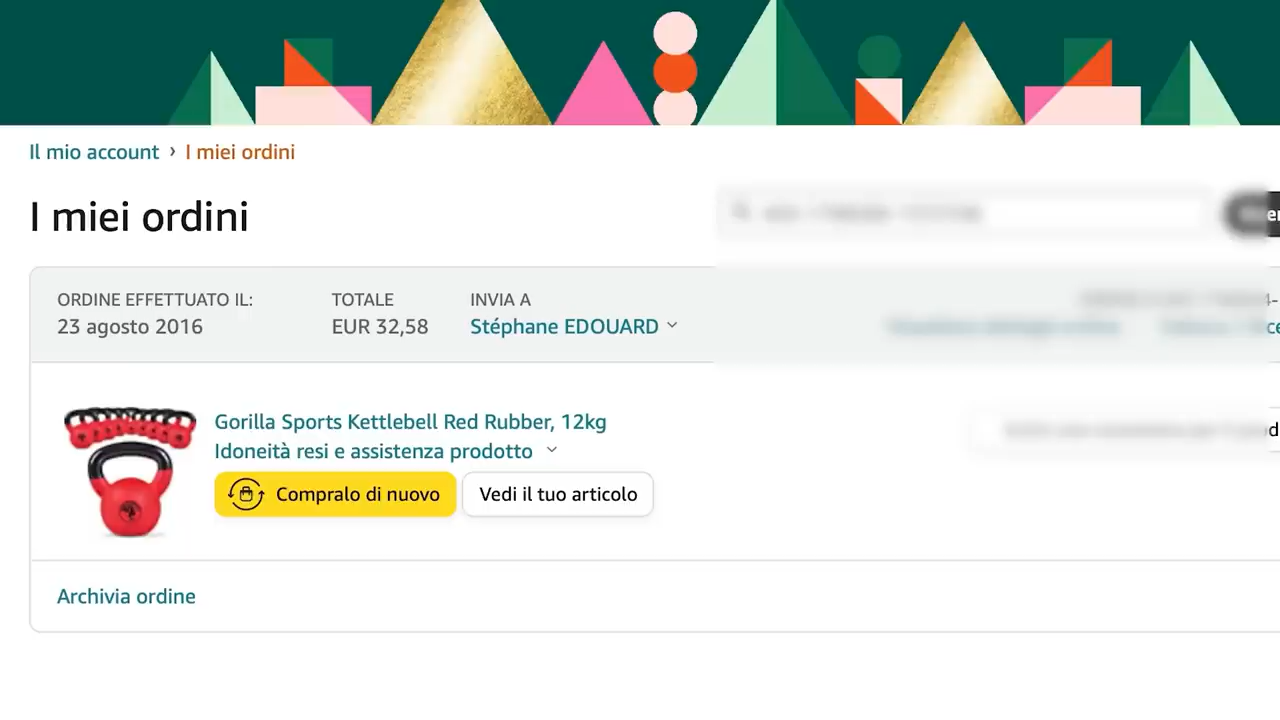 Il mio account › I miei ordini
I miei ordini
ORDINE EFFETTUATO IL:
23 agosto 2016
TOTALE
EUR 32,58
INVIA A
Stéphane EDOUARD
Gorilla Sports Kettlebell Red Rubber, 12kg
Idoneità resi e assistenza prodotto
Compralo di nuovo
Vedi il tuo articolo
Archivia ordine